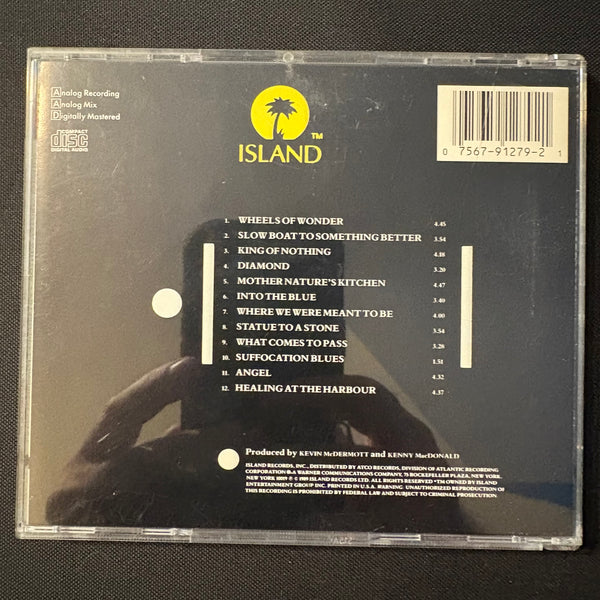 Analog Recording
Analog Mix
Digitally Mastered
COMPACT
disc
DIGITAL AUDIO
ISLAND™
0 7567-91279-2 1
1. WHEELS OF WONDER 4.45
2. SLOW BOAT TO SOMETHING BETTER 3.54
3. KING OF NOTHING 4.18
4. DIAMOND 3.20
5. MOTHER NATURE'S KITCHEN 4.47
6. INTO THE BLUE 3.40
7. WHERE WE WERE MEANT TO BE 4.00
8. STATUE TO A STONE 3.54
9. WHAT COMES TO PASS 3.28
10. SUFFOCATION BLUES 1.51
11. ANGEL 4.32
12. HEALING AT THE HARBOUR 4.37
Produced by KEVIN McDERMOTT and KENNY MacDONALD
ISLAND RECORDS, INC., DISTRIBUTED BY ATCO RECORDS, DIVISION OF ATLANTIC RECORDING
CORPORATION A WARNER COMMUNICATIONS COMPANY, 75 ROCKEFELLER PLAZA, NEW YORK,
NEW YORK 10019 ℗ © 1989 ISLAND RECORDS LTD. ALL RIGHTS RESERVED ™ OWNED BY ISLAND
ENTERTAINMENT GROUP INC. PRINTED IN U.S.A. WARNING. UNAUTHORIZED REPRODUCTION OF
THIS RECORDING IS PROHIBITED BY FEDERAL LAW AND SUBJECT TO CRIMINAL PROSECUTION